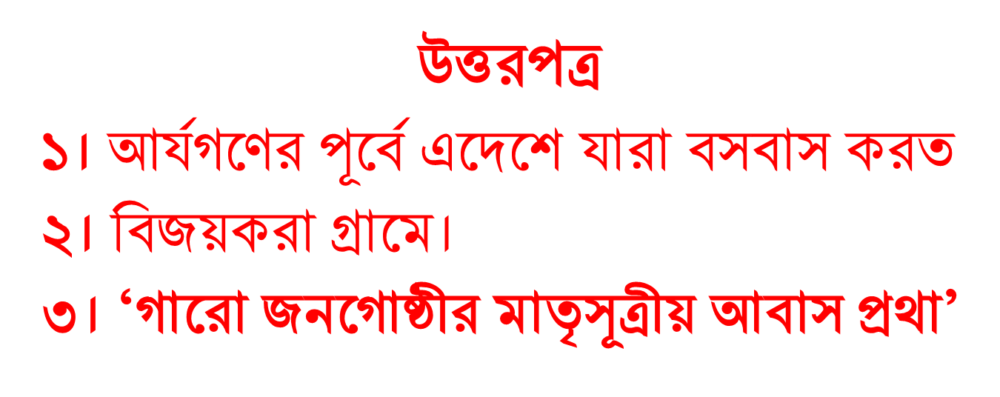 উত্তরপত্র
১। আর্যগণের পূর্বে এদেশে যারা বসবাস করত
২। বিজয়করা গ্রামে।
৩। ‘গারো জনগোষ্ঠীর মাতৃসূত্রীয় আবাস প্রথা’